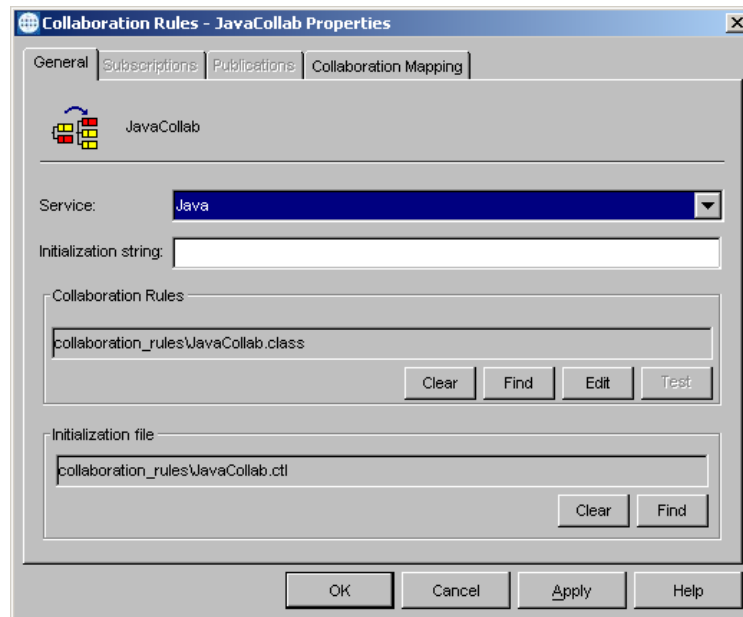 Collaboration Rules - JavaCollab Properties
General Subscriptions Publications Collaboration Mapping
JavaCollab
Service: Java
Initialization string:
Collaboration Rules
collaboration_rules\JavaCollab.class
Clear Find Edit Test
Initialization file
collaboration_rules\JavaCollab.ctl
Clear Find
OK Cancel Apply Help